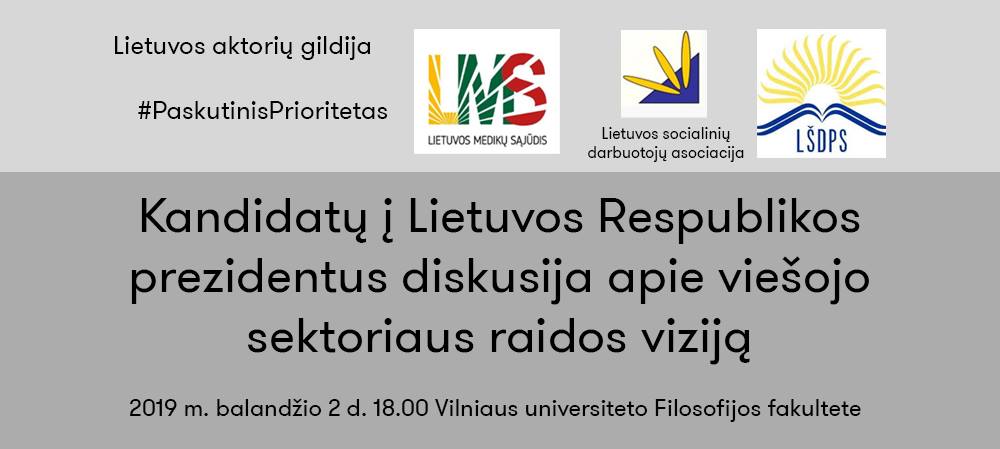 Lietuvos aktorių gildija
#PaskutinisPrioritetas
LMS
LIETUVOS MEDIKŲ SĄJŪDIS
Lietuvos socialinių
darbuotojų asociacija
LŠDPS
Kandidatų į Lietuvos Respublikos
prezidentus diskusija apie viešojo
sektoriaus raidos viziją
2019 m. balandžio 2 d. 18.00 Vilniaus universiteto Filosofijos fakultete